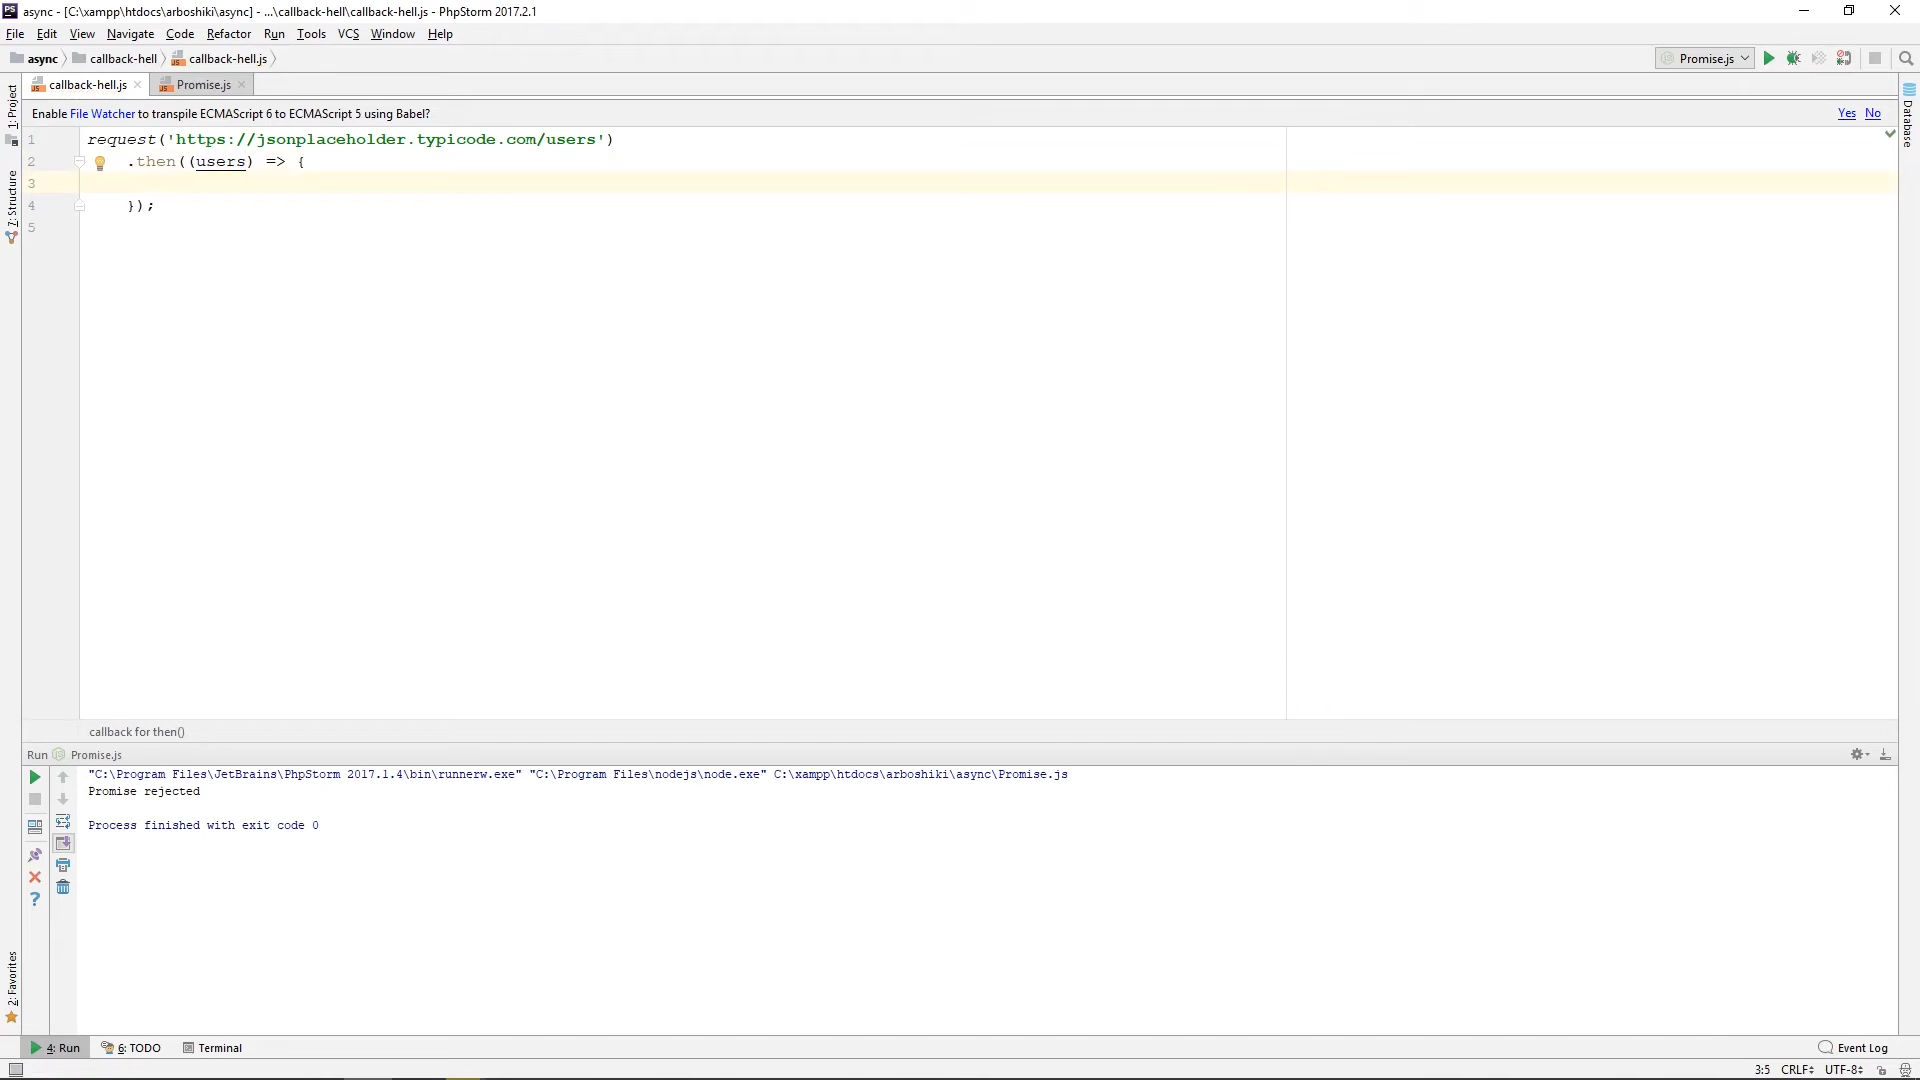 async - [C:\xampp\htdocs\arboshiki\async] - ...\callback-hell\callback-hell.js - PhpStorm 2017.2.1
File Edit View Navigate Code Refactor Run Tools VCS Window Help
async callback-hell callback-hell.js
Promise.js
callback-hell.js Promise.js
Enable File Watcher to transpile ECMAScript 6 to ECMAScript 5 using Babel?
Yes No
1 request('https://jsonplaceholder.typicode.com/users')
2 .then((users) => {
3
4 });
5
1: Project
7: Structure
2: Favorites
Database
callback for then()
Run Promise.js
"C:\Program Files\JetBrains\PhpStorm 2017.1.4\bin\runnerw.exe" "C:\Program Files\nodejs\node.exe" C:\xampp\htdocs\arboshiki\async\Promise.js
Promise rejected
Process finished with exit code 0
4: Run 6: TODO Terminal
Event Log
3:5 CRLF UTF-8